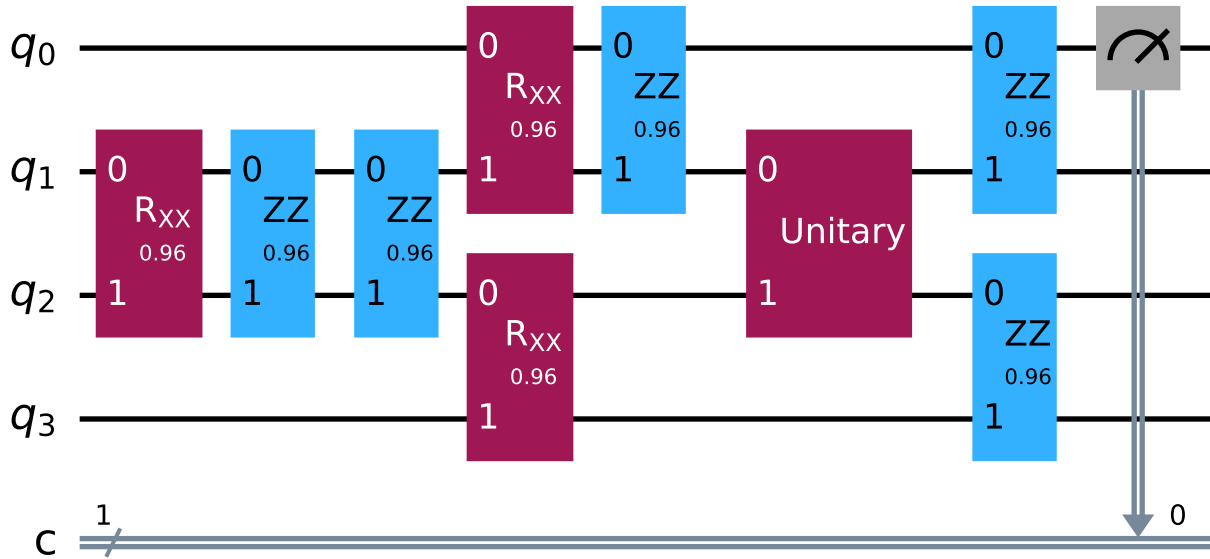 q0 0 0 0
RXX ZZ ZZ
0.96 0.96 0.96
q1 0 0 0 1 1 0 1
RXX ZZ ZZ Unitary
0.96 0.96 0.96
q2 1 1 1 0 1 0
RXX ZZ
0.96 0.96
q3 1 1
1 0
c